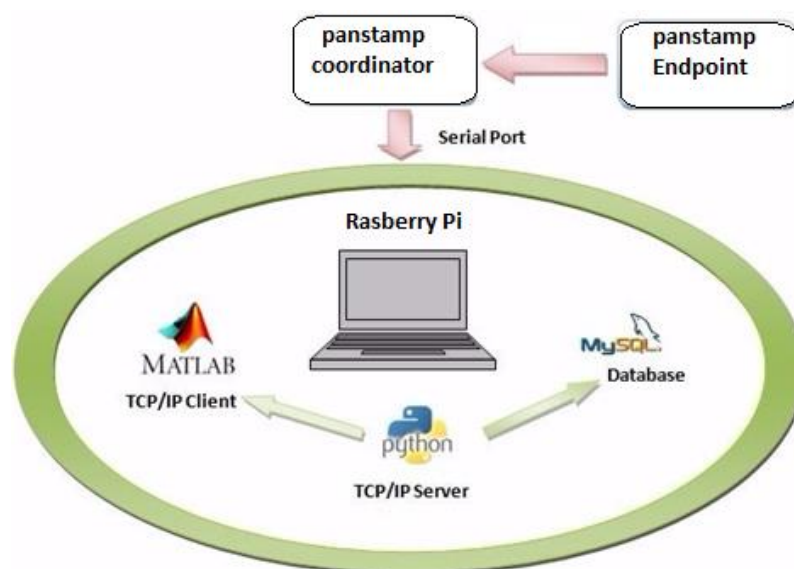 panstamp
coordinator
panstamp
Endpoint
Serial Port
Rasberry Pi
MATLAB
TCP/IP Client
MySQL
Database
python
TCP/IP Server